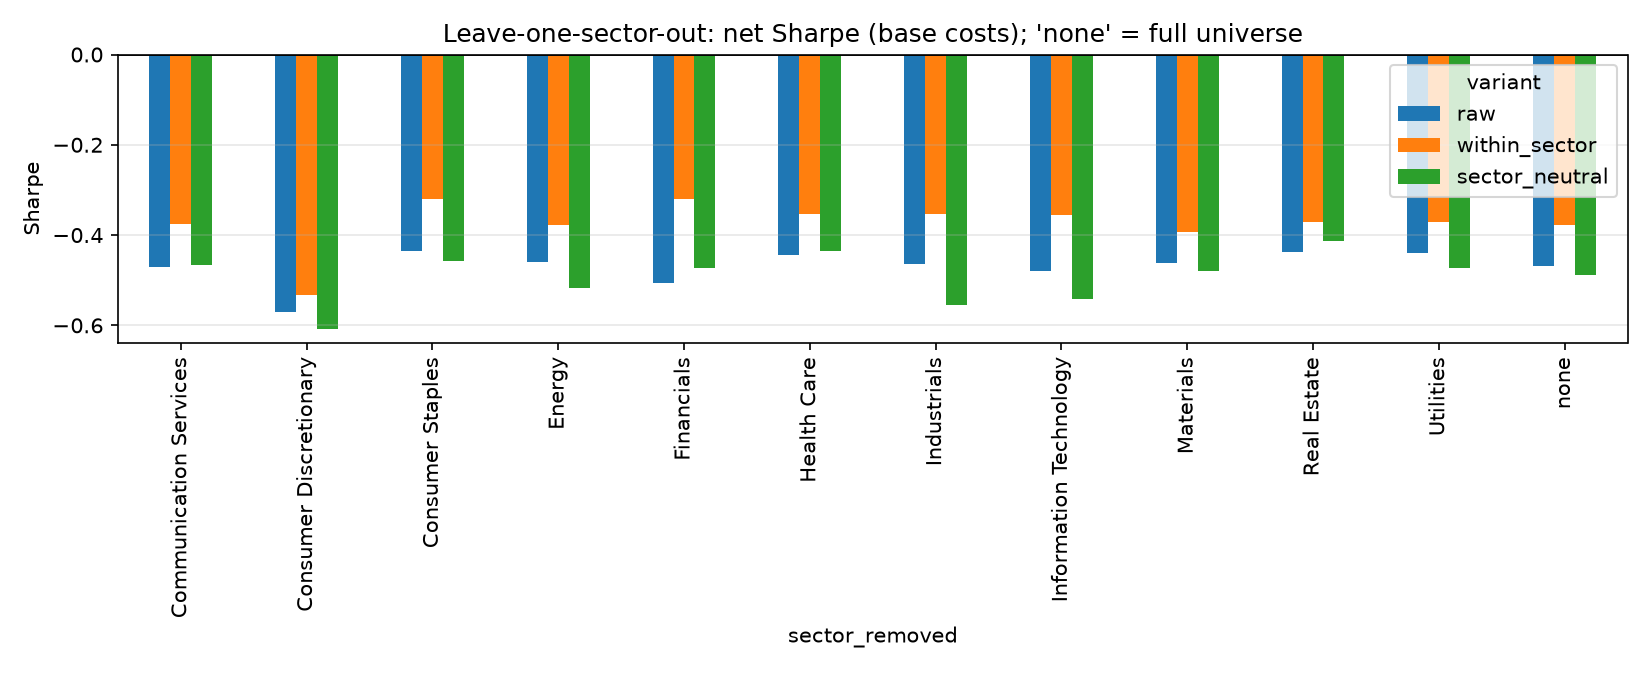 Leave-one-sector-out: net Sharpe (base costs); 'none' = full universe
Sharpe
0.0
−0.2
−0.4
−0.6
variant
raw
within_sector
sector_neutral
Communication Services
Consumer Discretionary
Consumer Staples
Energy
Financials
Health Care
Industrials
Information Technology
Materials
Real Estate
Utilities
none
sector_removed